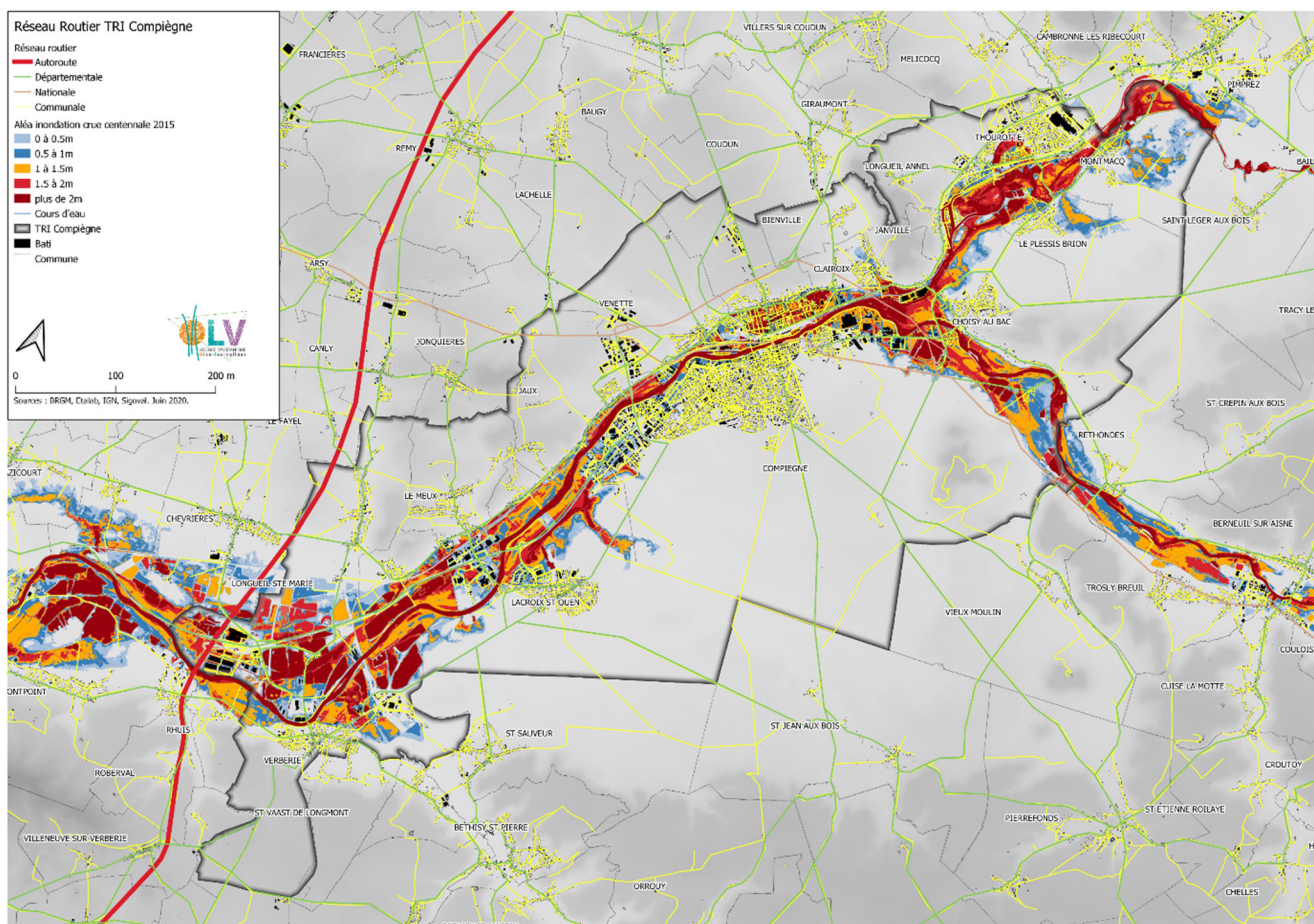 Réseau Routier TRI Compiègne
Réseau routier
Autoroute
Départementale
Nationale
Communale
Aléa inondation crue centennale 2015
0 à 0.5m
0.5 à 1m
1 à 1.5m
1.5 à 2m
plus de 2m
Cours d'eau
TRI Compiègne
Bati
Commune
OLV
0 100 200 m
Sources : BRGM, Etalab, IGN, Sigoval. Juin 2020.
VILLERS SUR COUDUN
CAMBRONNE LES RIBECOURT
FRANCIERES
MELICOCQ
PIMPREZ
GIRAUMONT
BAUGY
THOUROTTE
COUDUN
REMY
MONTMACQ
BAIL
LONGUEIL ANNEL
LACHELLE
BIENVILLE
SAINT LEGER AUX BOIS
JANVILLE
LE PLESSIS BRION
ARSY
CLAIROIX
VENETTE
TRACY LE
CHOISY AU BAC
JONQUIERES
CANLY
JAUX
ST CREPIN AUX BOIS
LE FAYEL
RETHONDES
ZICOURT
COMPIEGNE
LE MEUX
CHEVRIERES
BERNEUIL SUR AISNE
LONGUEIL STE MARIE
TROSLY BREUIL
LACROIX ST OUEN
VIEUX MOULIN
COULOIS
ONTPOINT
CUISE LA MOTTE
RHUIS
ST JEAN AUX BOIS
ST SAUVEUR
VERBERIE
CROUTOY
ROBERVAL
ST VAAST DE LONGMONT
ST ETIENNE ROILAYE
PIERREFONDS
BETHISY ST PIERRE
VILLENEUVE SUR VERBERIE
H
ORROUY
CHELLES